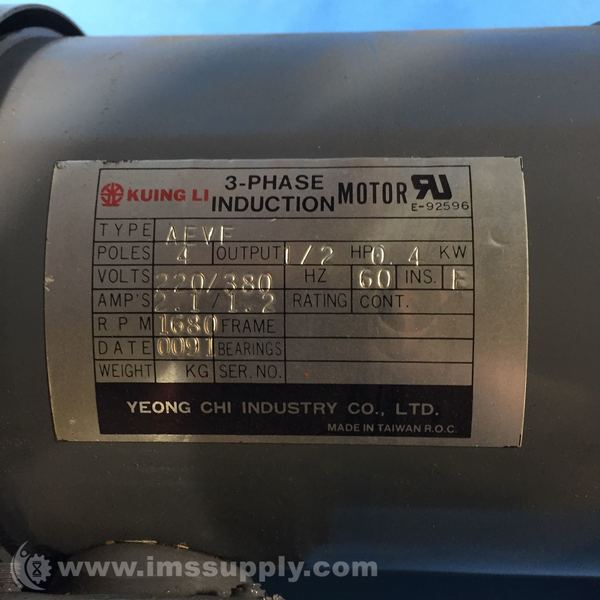 KUING LI 3-PHASE INDUCTION MOTOR RU
E-92596
TYPE AEVF
POLES 4 OUTPUT 1/2 HP 0.4 KW
VOLTS 220/380 HZ 60 INS. E
AMP'S 2.1/1.2 RATING CONT.
RPM 1680 FRAME
DATE 0091 BEARINGS
WEIGHT KG SER. NO.
YEONG CHI INDUSTRY CO., LTD.
MADE IN TAIWAN R.O.C.
www.imssupply.com